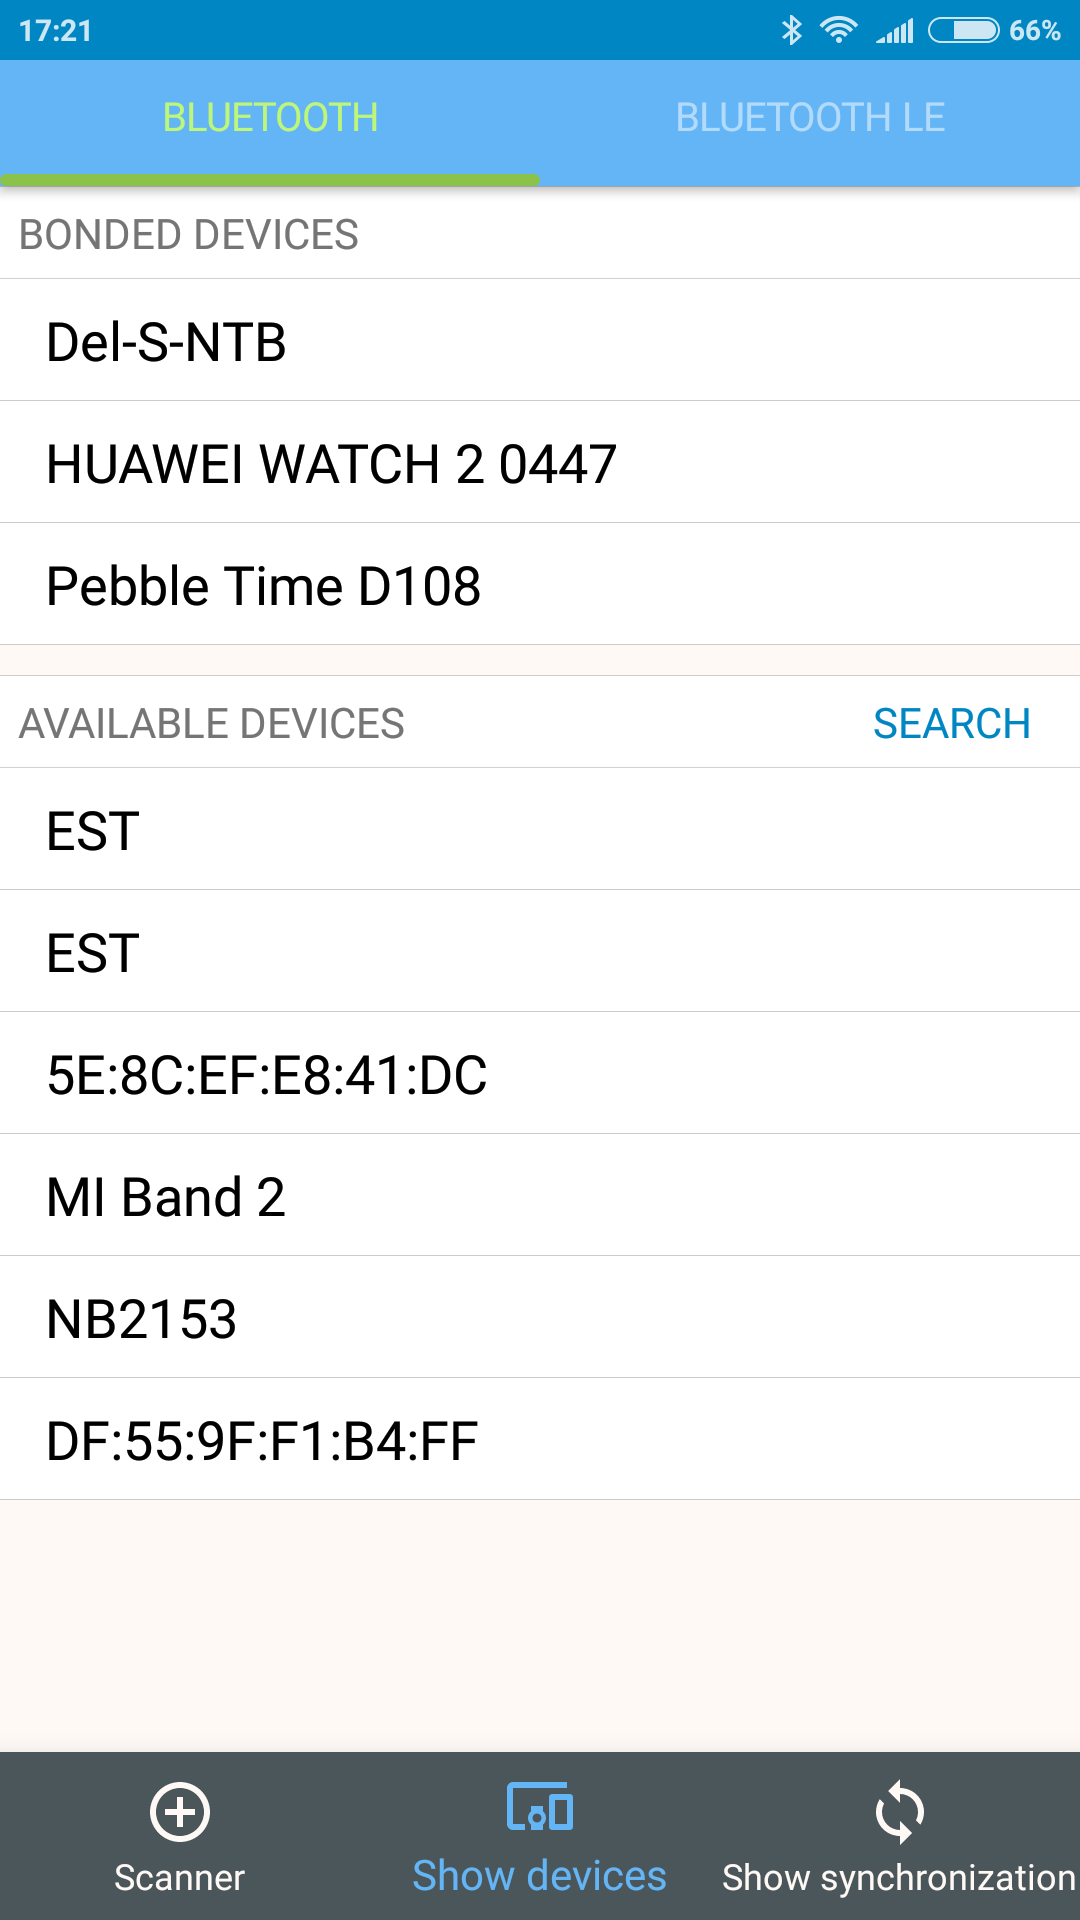 17:21 66%
BLUETOOTH BLUETOOTH LE
BONDED DEVICES
Del-S-NTB
HUAWEI WATCH 2 0447
Pebble Time D108
AVAILABLE DEVICES SEARCH
EST
EST
5E:8C:EF:E8:41:DC
MI Band 2
NB2153
DF:55:9F:F1:B4:FF
Scanner Show devices Show synchronization